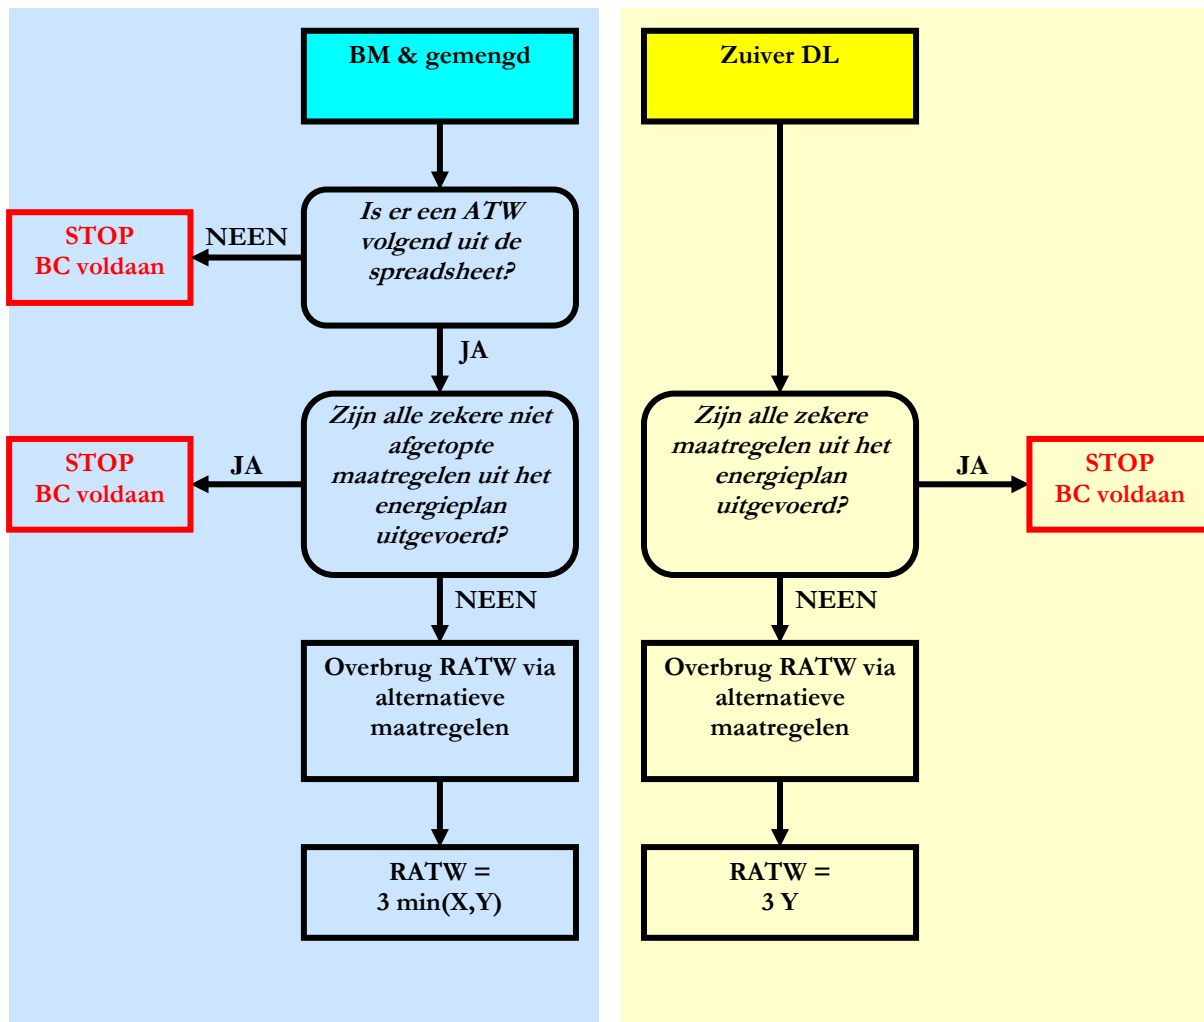 BM & gemengd
Is er een ATW
volgend uit de
spreadsheet?
NEEN
STOP
BC voldaan
JA
Zijn alle zekere niet
afgetopte
maatregelen uit het
energieplan
uitgevoerd?
JA
STOP
BC voldaan
NEEN
Overbrug RATW via
alternatieve
maatregelen
RATW =
3 min(X,Y)
Zuiver DL
Zijn alle zekere
maatregelen uit het
energieplan
uitgevoerd?
JA
STOP
BC voldaan
NEEN
Overbrug RATW via
alternatieve
maatregelen
RATW =
3 Y